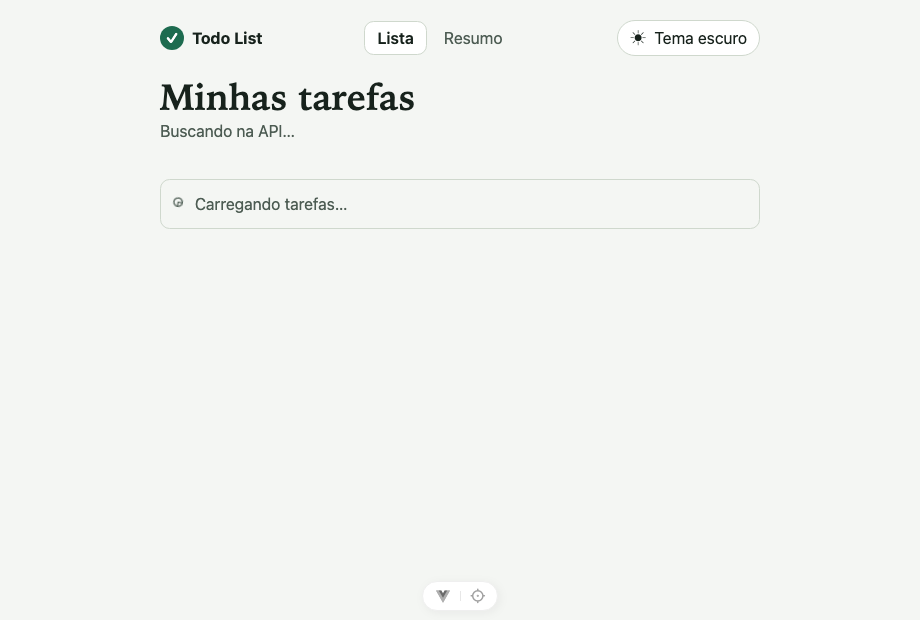 Todo List
Lista
Resumo
Tema escuro
Minhas tarefas
Buscando na API...
Carregando tarefas...